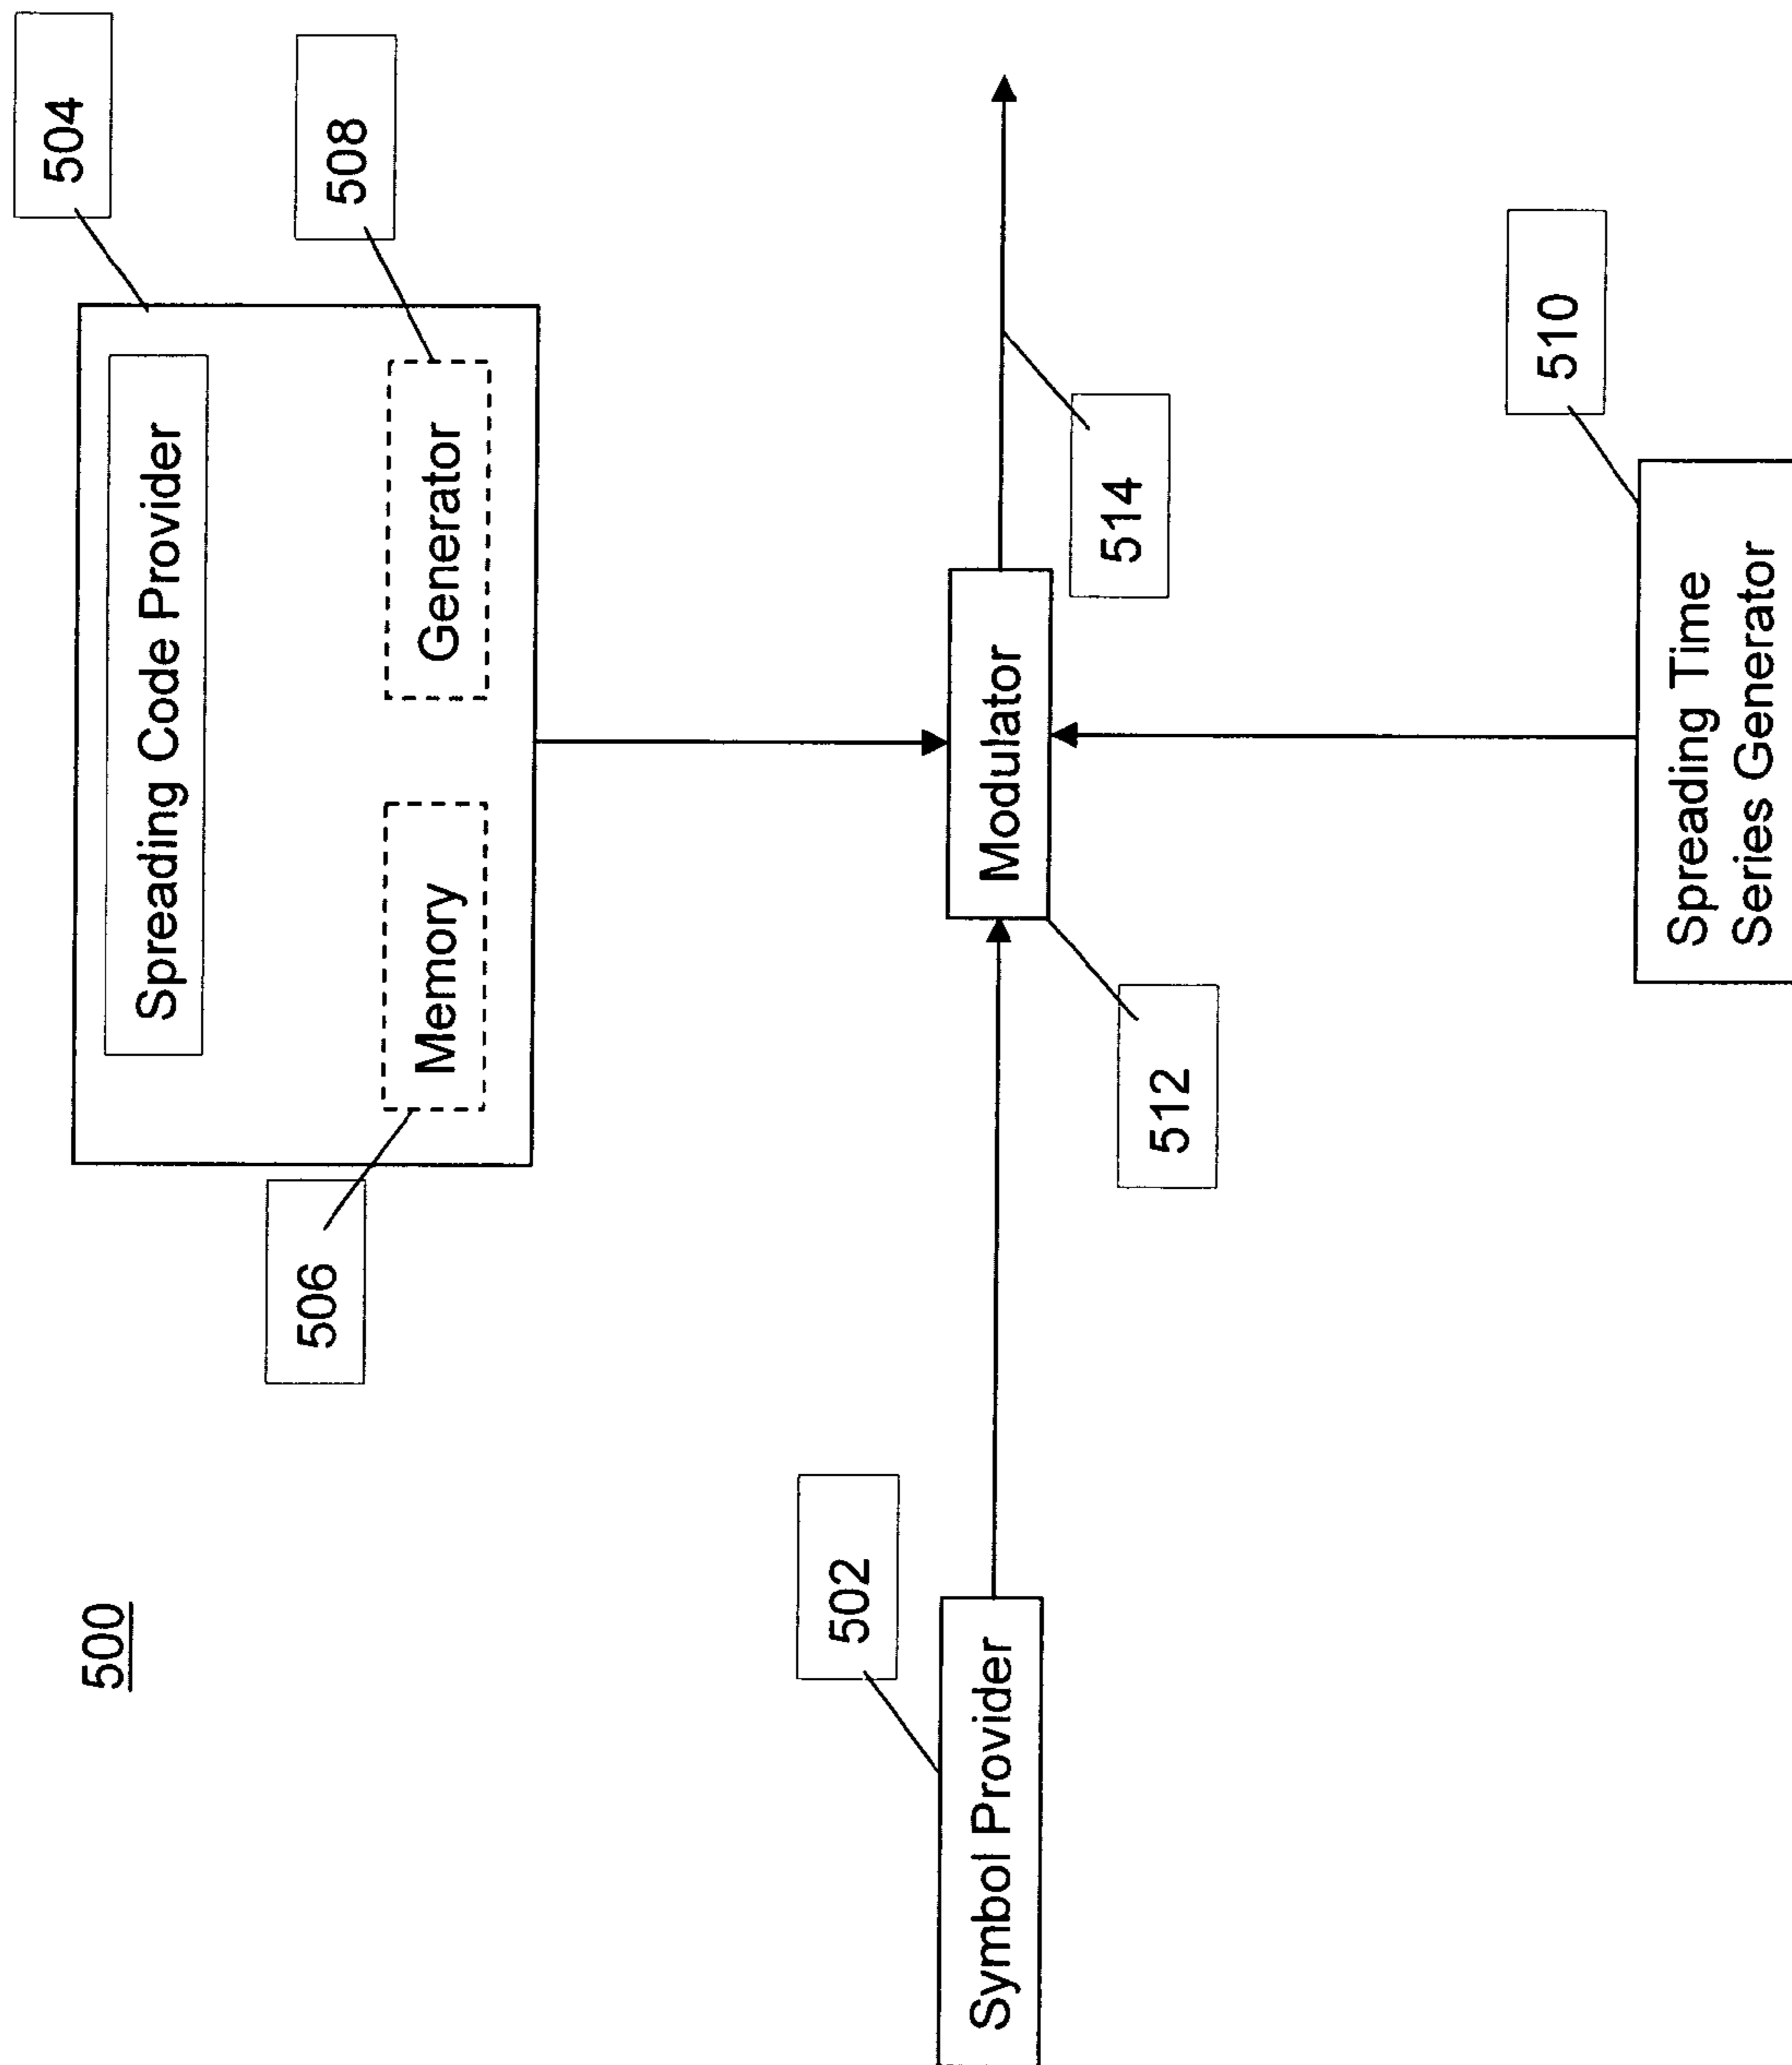 500
504
Spreading Code Provider
508
506
Memory
Generator
502
Symbol Provider
Modulator
514
512
510
Spreading Time
Series Generator